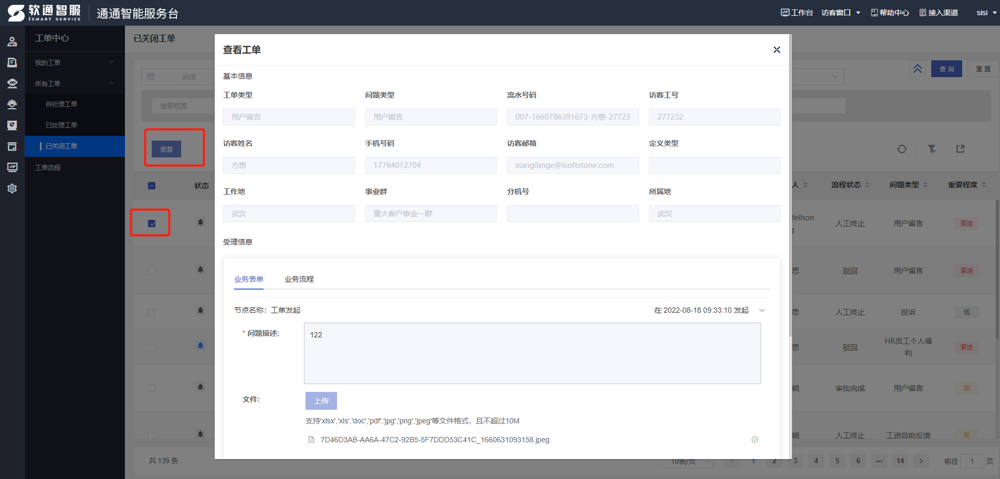 软通智服
iSMART SERVICE
通通智能服务台
工作台
访客窗口
帮助中心
接入渠道
sisi
工单中心
我的工单
所有工单
待处理工单
已处理工单
已关闭工单
工单流程
已关闭工单
关闭
查询
重置
重要程度
查看
状态
人
流程状态
问题类型
重要程度
feihon
人工终止
用户留言
紧迫
思
驳回
用户留言
紧迫
思
人工终止
投诉
低
思
驳回
HR员工个人福
利
紧迫
晓
审批完成
用户留言
高
晓
人工终止
工资自助反馈
高
查看工单
基本信息
工单类型
问题类型
流水号码
访客工号
用户留言
用户留言
007-1660786391673-方想-27723
277232
访客姓名
手机号码
访客邮箱
定义类型
方想
17764012704
xiangfange@isoftstone.com
工作地
事业群
分机号
所属地
武汉
重大客户事业一群
武汉
受理信息
业务表单
业务流程
节点名称：工单发起
在 2022-08-18 09:33:10 发起
* 问题描述:
122
文件:
上传
支持'xlsx','xls','doc','pdf','jpg','png','jpeg'等文件格式，且不超过10M
7D46D3AB-AA6A-47C2-92B5-5F7DDD53C41C_1660631093158.jpeg
共 139 条
10条/页
1
2
3
4
5
6
···
14
前往
1
页